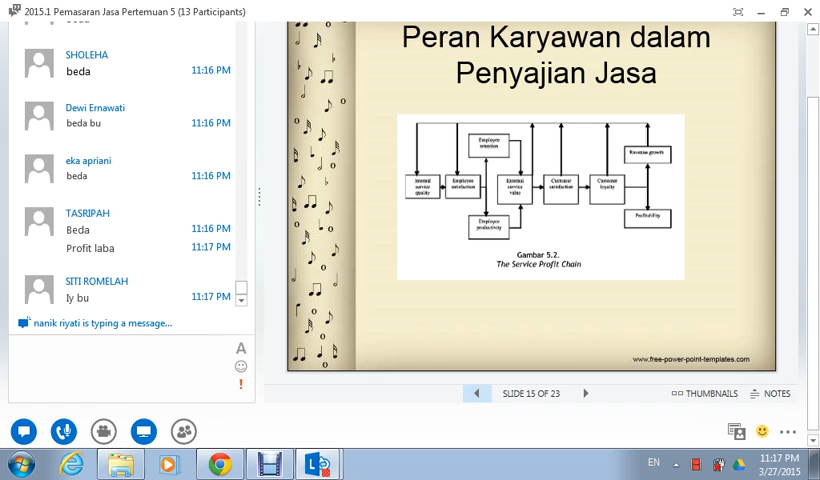 2015.1 Pemasaran Jasa Pertemuan 5 (13 Participants)
SHOLEHA
beda
11:16 PM
Dewi Ernawati
beda bu
11:16 PM
eka apriani
beda
11:16 PM
TASRIPAH
Beda
11:16 PM
Profit laba
11:17 PM
SITI ROMELAH
Iy bu
11:17 PM
nanik riyati is typing a message...
A
!
Peran Karyawan dalam
Penyajian Jasa
Employee
retention
Revenue growth
Internal
service
quality
Employee
satisfaction
External
service
value
Customer
satisfaction
Customer
loyalty
Employee
productivity
Profitability
Gambar 5.2.
The Service Profit Chain
www.free-power-point-templates.com
SLIDE 15 OF 23
THUMBNAILS
NOTES
EN
11:17 PM
3/27/2015